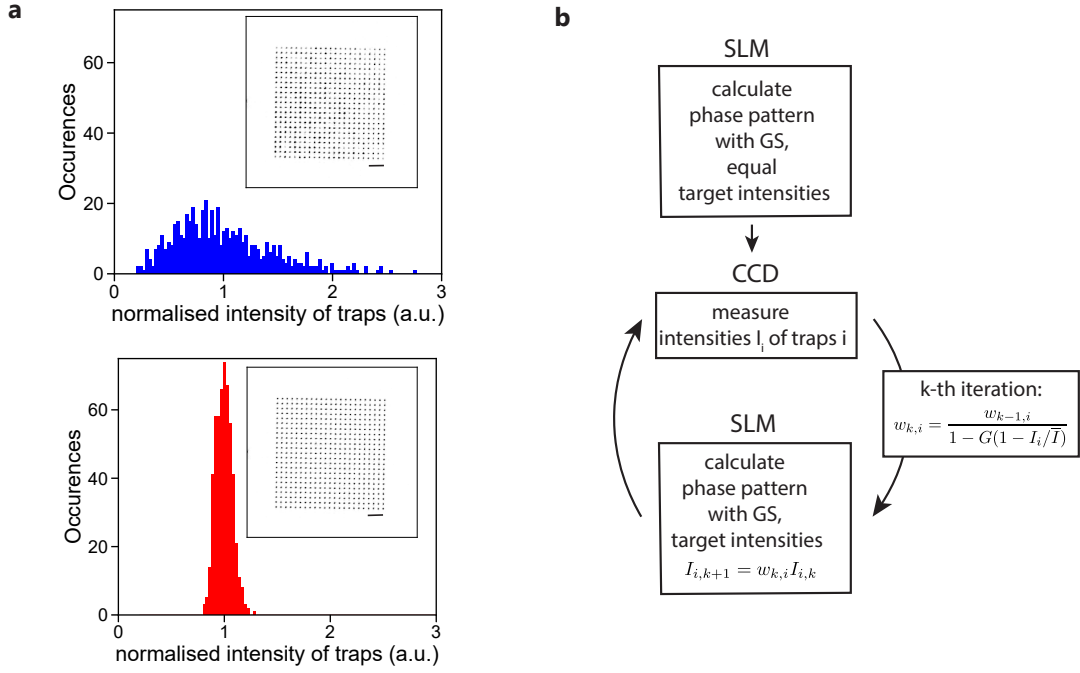 a
Occurences
60
40
20
0
0 1 2 3
normalised intensity of traps (a.u.)
Occurences
60
40
20
0
0 1 2 3
normalised intensity of traps (a.u.)
b
SLM
calculate
phase pattern
with GS,
equal
target intensities
CCD
measure
intensities I_i of traps i
k-th iteration:
w_{k,i} = \frac{w_{k-1,i}}{1 - G(1 - I_i/\overline{I})}
SLM
calculate
phase pattern
with GS,
target intensities
I_{i,k+1} = w_{k,i}I_{i,k}